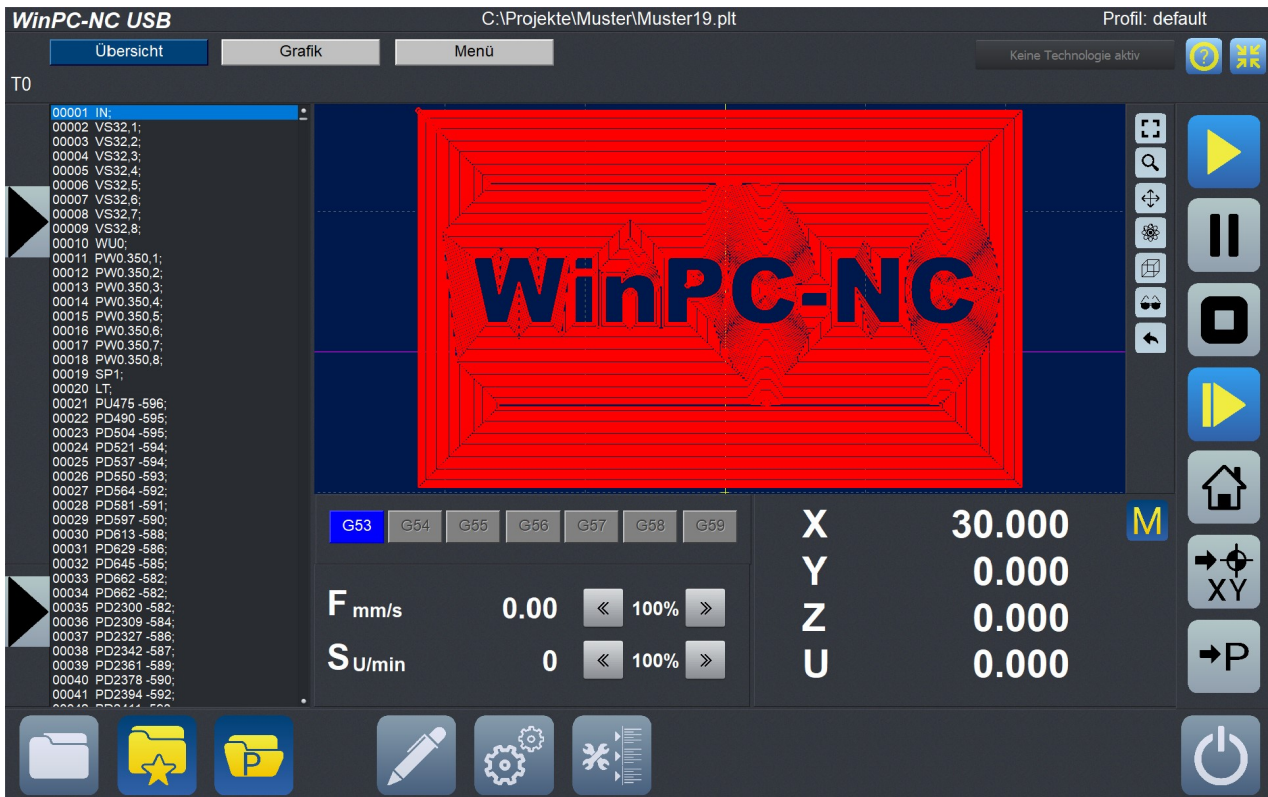 WinPC-NC USB
C:\Projekte\Muster\Muster19.plt
Profil: default
Übersicht
Grafik
Menü
Keine Technologie aktiv
?
T0
00001 IN;
00002 VS32,1;
00003 VS32,2;
00004 VS32,3;
00005 VS32,4;
00006 VS32,5;
00007 VS32,6;
00008 VS32,7;
00009 VS32,8;
00010 WU0;
00011 PW0.350,1;
00012 PW0.350,2;
00013 PW0.350,3;
00014 PW0.350,4;
00015 PW0.350,5;
00016 PW0.350,6;
00017 PW0.350,7;
00018 PW0.350,8;
00019 SP1;
00020 LT;
00021 PU475 -596;
00022 PD490 -595;
00023 PD504 -595;
00024 PD521 -594;
00025 PD537 -594;
00026 PD550 -593;
00027 PD564 -592;
00028 PD581 -591;
00029 PD597 -590;
00030 PD613 -588;
00031 PD629 -586;
00032 PD645 -585;
00033 PD662 -582;
00034 PD662 -582;
00035 PD2300 -582;
00036 PD2309 -584;
00037 PD2327 -586;
00038 PD2342 -587;
00039 PD2361 -589;
00040 PD2378 -590;
00041 PD2394 -592;
WinPC-NC
G53 G54 G55 G56 G57 G58 G59
F mm/s 0.00 « 100% »
S U/min 0 « 100% »
X 30.000
Y 0.000
Z 0.000
U 0.000
M
XY
P
P